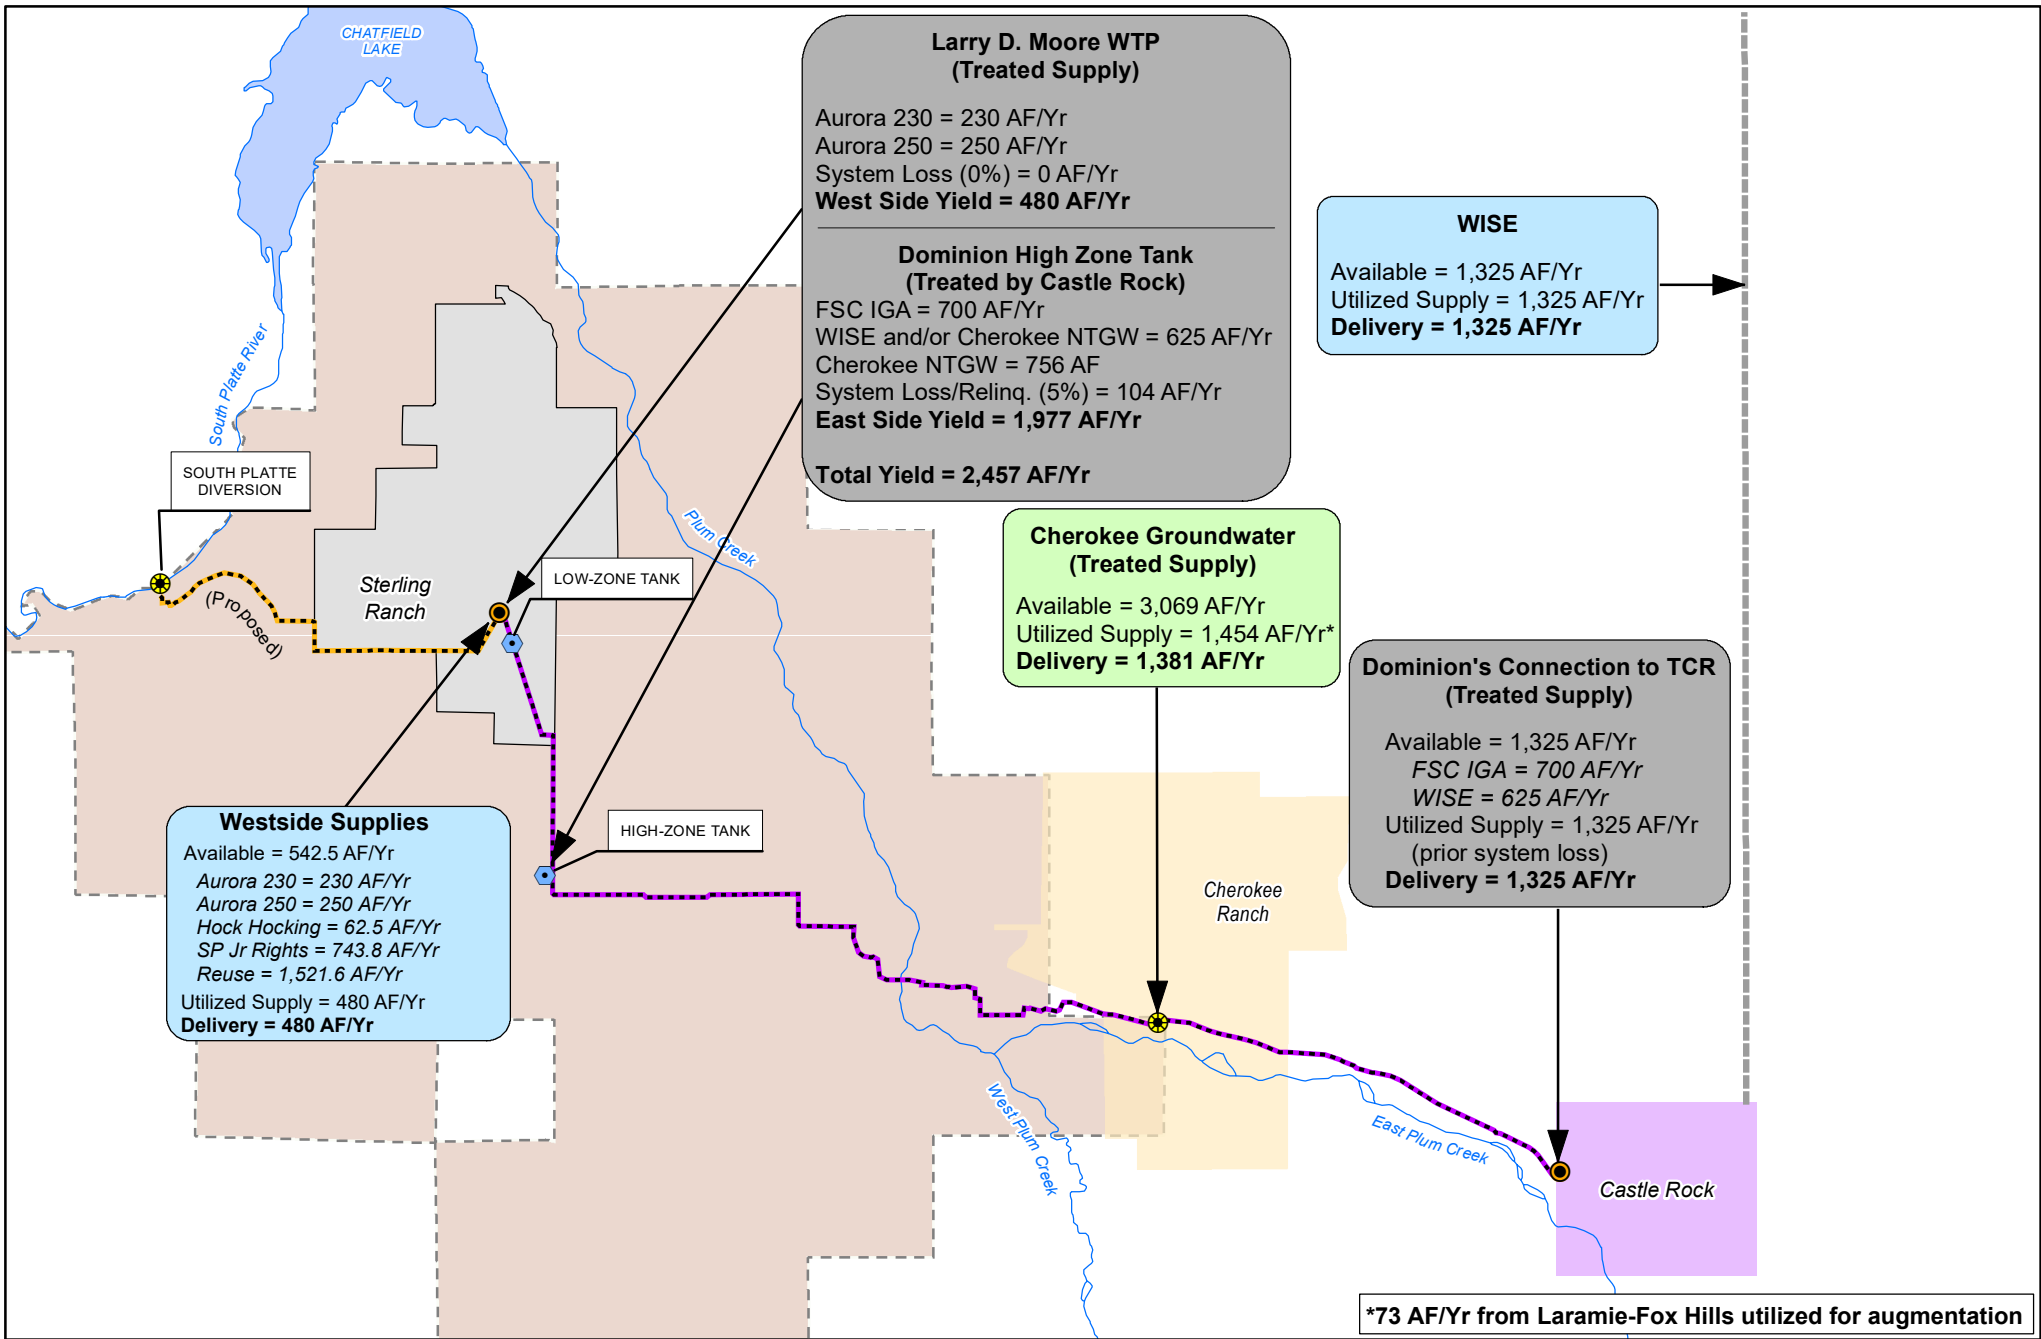 CHATFIELD
LAKE
Larry D. Moore WTP
(Treated Supply)
Aurora 230 = 230 AF/Yr
Aurora 250 = 250 AF/Yr
System Loss (0%) = 0 AF/Yr
West Side Yield = 480 AF/Yr
Dominion High Zone Tank
(Treated by Castle Rock)
FSC IGA = 700 AF/Yr
WISE and/or Cherokee NTGW = 625 AF/Yr
Cherokee NTGW = 756 AF
System Loss/Relinq. (5%) = 104 AF/Yr
East Side Yield = 1,977 AF/Yr
Total Yield = 2,457 AF/Yr
WISE
Available = 1,325 AF/Yr
Utilized Supply = 1,325 AF/Yr
Delivery = 1,325 AF/Yr
South Platte River
SOUTH PLATTE
DIVERSION
Plum Creek
(Proposed)
Sterling
Ranch
LOW-ZONE TANK
Cherokee Groundwater
(Treated Supply)
Available = 3,069 AF/Yr
Utilized Supply = 1,454 AF/Yr*
Delivery = 1,381 AF/Yr
Dominion's Connection to TCR
(Treated Supply)
Available = 1,325 AF/Yr
FSC IGA = 700 AF/Yr
WISE = 625 AF/Yr
Utilized Supply = 1,325 AF/Yr
(prior system loss)
Delivery = 1,325 AF/Yr
Westside Supplies
Available = 542.5 AF/Yr
Aurora 230 = 230 AF/Yr
Aurora 250 = 250 AF/Yr
Hock Hocking = 62.5 AF/Yr
SP Jr Rights = 743.8 AF/Yr
Reuse = 1,521.6 AF/Yr
Utilized Supply = 480 AF/Yr
Delivery = 480 AF/Yr
HIGH-ZONE TANK
Cherokee
Ranch
West Plum Creek
East Plum Creek
Castle Rock
*73 AF/Yr from Laramie-Fox Hills utilized for augmentation